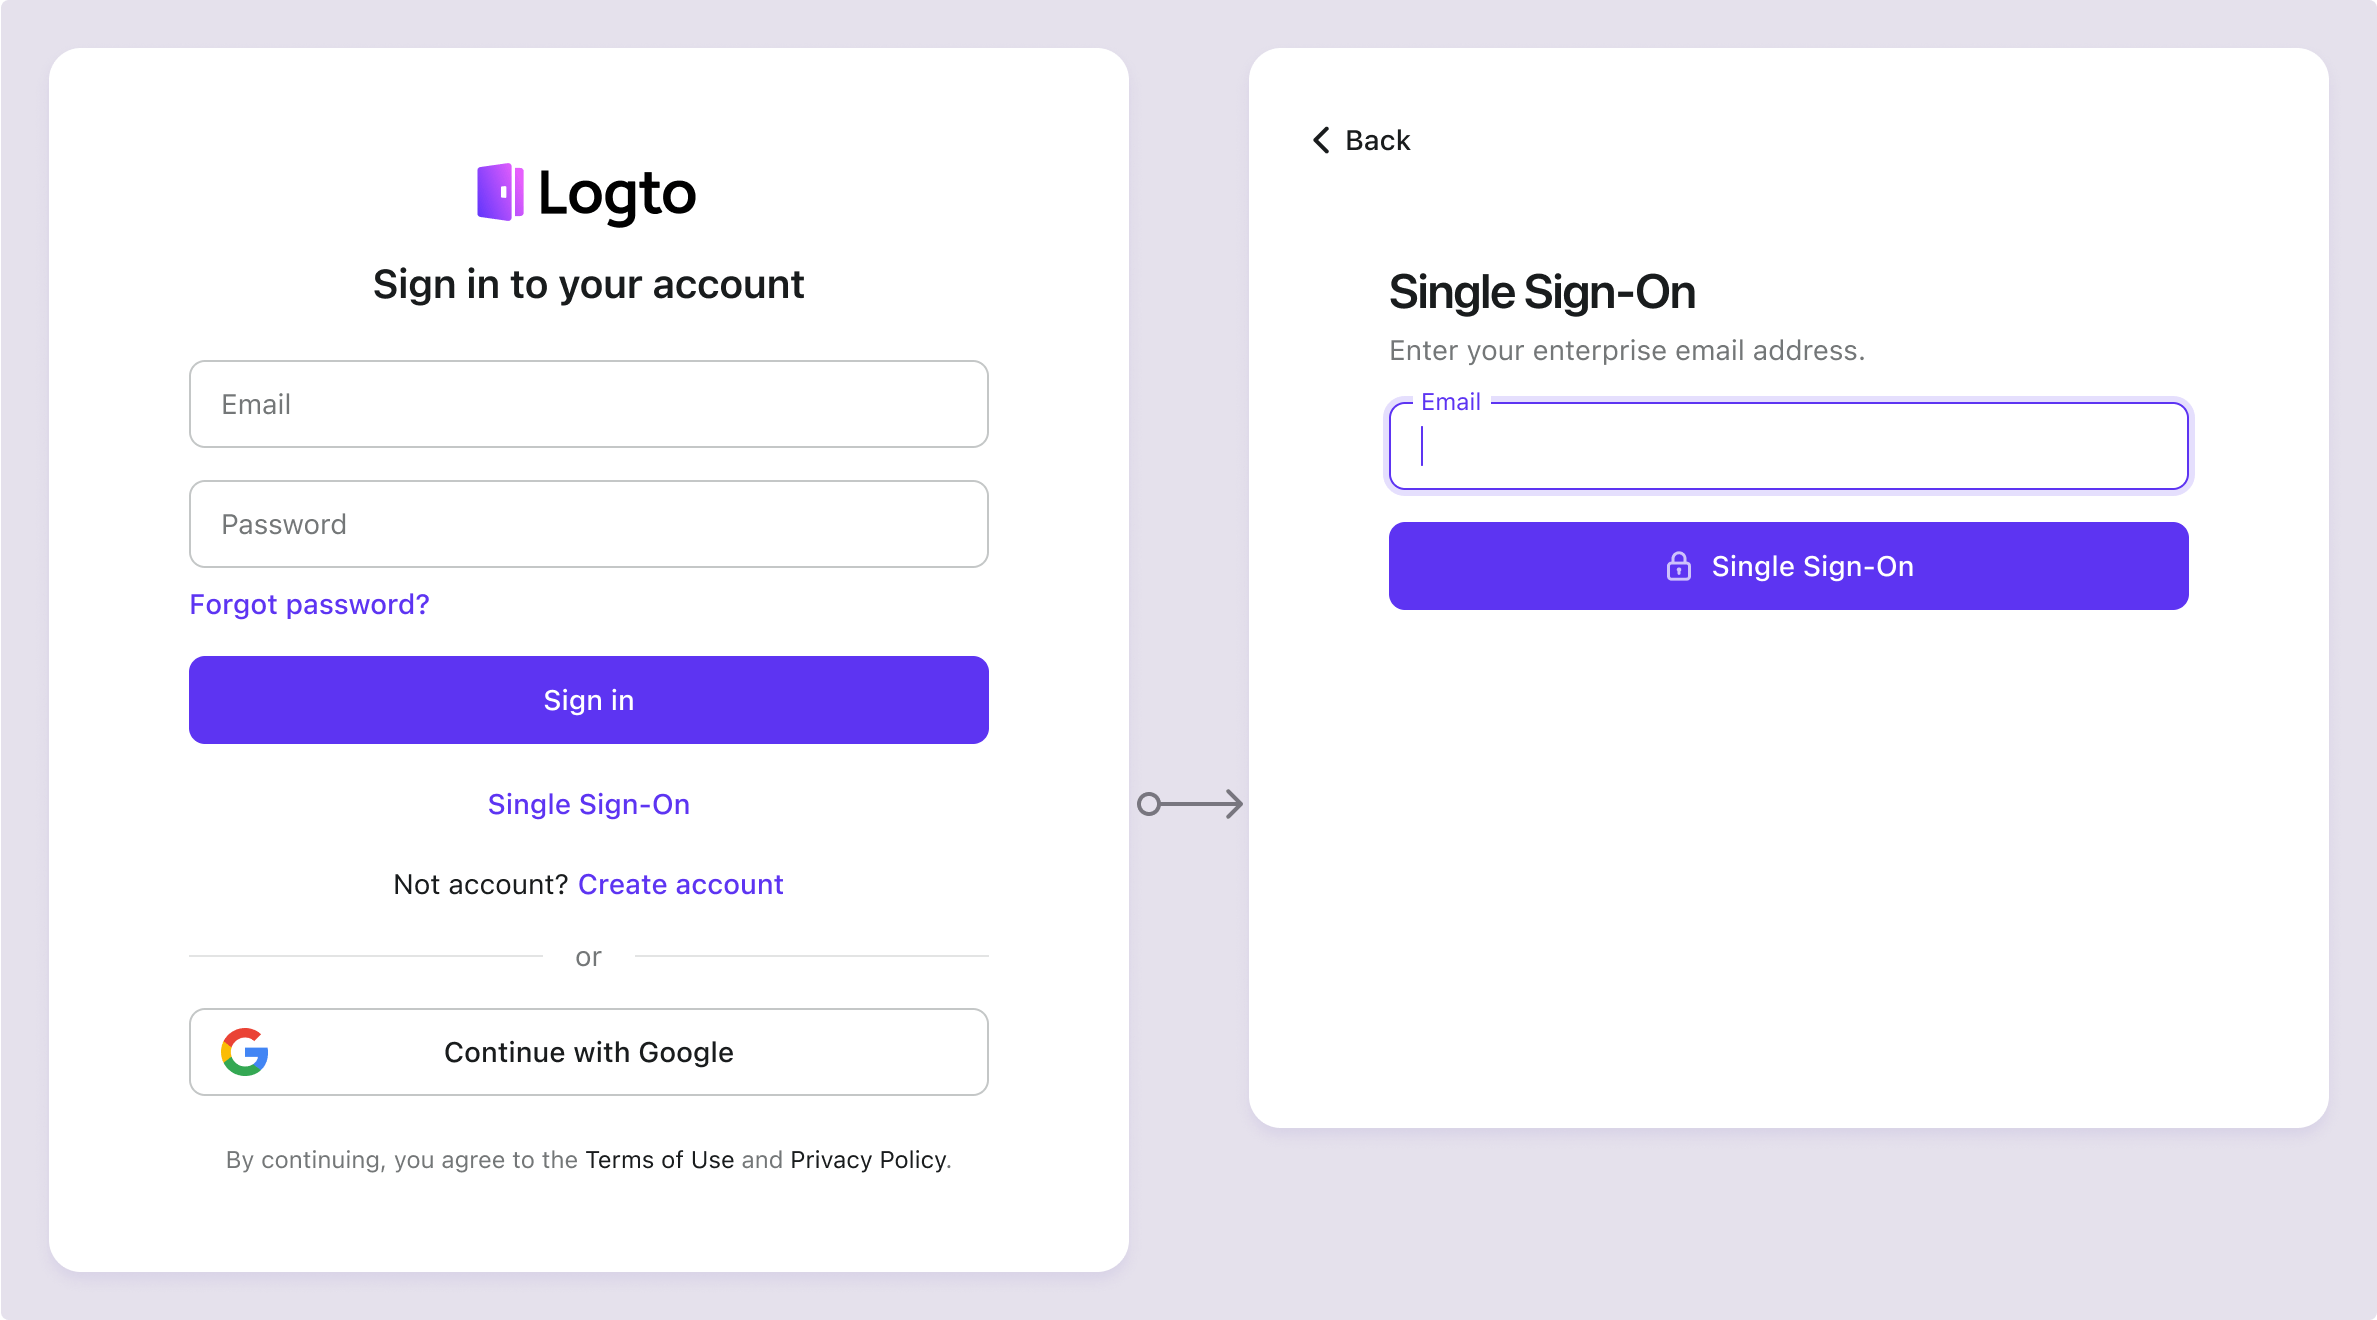 Logto
Sign in to your account
Email
Password
Forgot password?
Sign in
Single Sign-On
Not account? Create account
or
Continue with Google
By continuing, you agree to the Terms of Use and Privacy Policy.
Back
Single Sign-On
Enter your enterprise email address.
Email
Single Sign-On